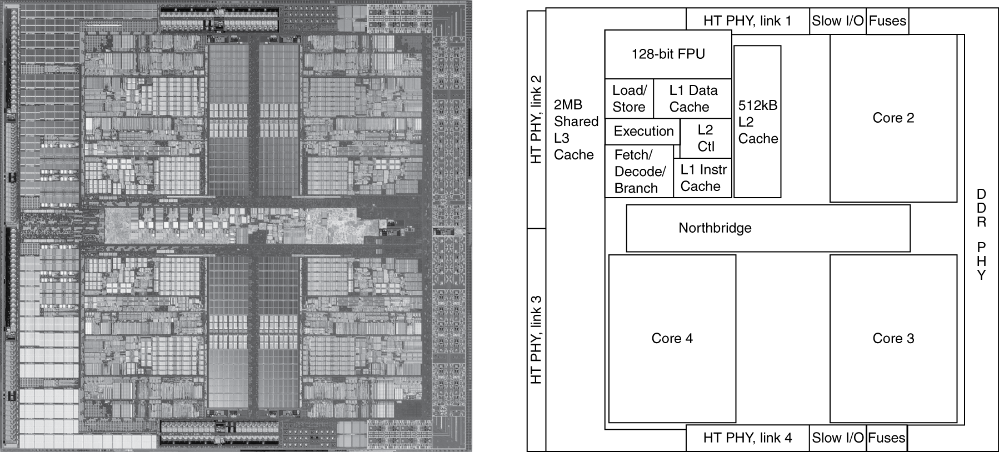 HT PHY, link 1
Slow I/O
Fuses
HT PHY, link 2
2MB
Shared
L3
Cache
128-bit FPU
Load/
Store
L1 Data
Cache
Execution
L2
Ctl
Fetch/
Decode/
Branch
L1 Instr
Cache
512kB
L2
Cache
Core 2
Northbridge
D
D
R
P
H
Y
HT PHY, link 3
Core 4
Core 3
HT PHY, link 4
Slow I/O
Fuses